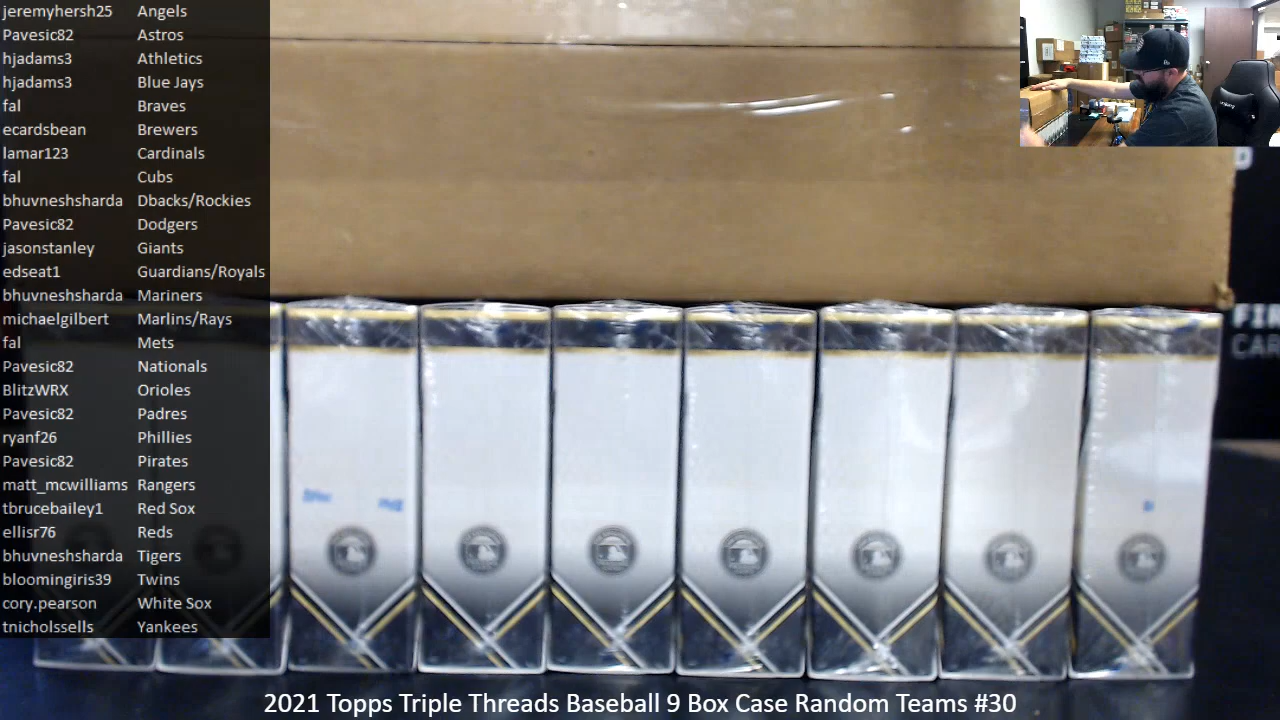 jeremyhersh25 Angels
Pavesic82 Astros
hjadams3 Athletics
hjadams3 Blue Jays
fal Braves
ecardsbean Brewers
lamar123 Cardinals
fal Cubs
bhuvneshsharda Dbacks/Rockies
Pavesic82 Dodgers
jasonstanley Giants
edseat1 Guardians/Royals
bhuvneshsharda Mariners
michaelgilbert Marlins/Rays
fal Mets
Pavesic82 Nationals
BlitzWRX Orioles
Pavesic82 Padres
ryanf26 Phillies
Pavesic82 Pirates
matt_mcwilliams Rangers
tbrucebailey1 Red Sox
ellisr76 Reds
bhuvneshsharda Tigers
bloomingiris39 Twins
cory.pearson White Sox
tnicholssells Yankees
2021 Topps Triple Threads Baseball 9 Box Case Random Teams #30